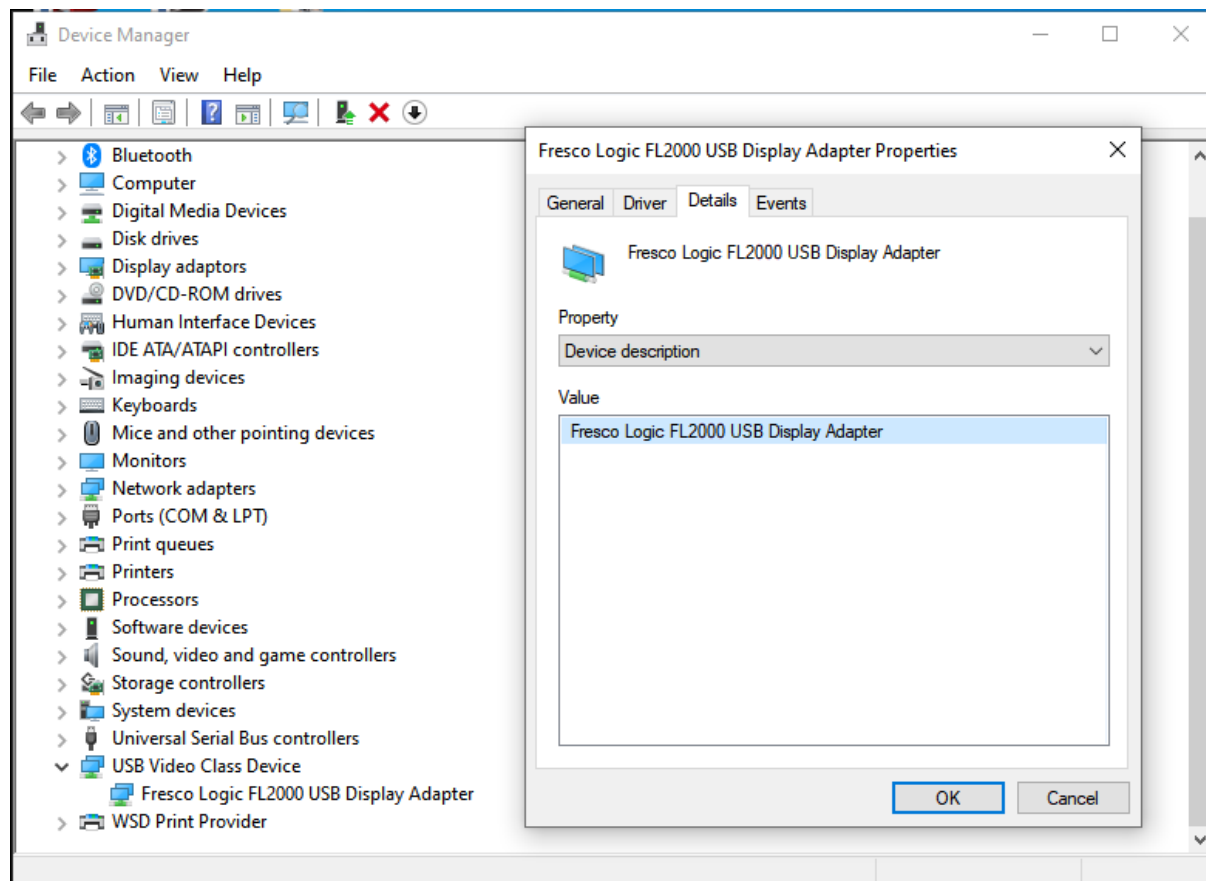 Device Manager
File Action View Help
Bluetooth
Computer
Digital Media Devices
Disk drives
Display adaptors
DVD/CD-ROM drives
Human Interface Devices
IDE ATA/ATAPI controllers
Imaging devices
Keyboards
Mice and other pointing devices
Monitors
Network adapters
Ports (COM & LPT)
Print queues
Printers
Processors
Software devices
Sound, video and game controllers
Storage controllers
System devices
Universal Serial Bus controllers
USB Video Class Device
Fresco Logic FL2000 USB Display Adapter
WSD Print Provider
Fresco Logic FL2000 USB Display Adapter Properties
General Driver Details Events
Fresco Logic FL2000 USB Display Adapter
Property
Device description
Value
Fresco Logic FL2000 USB Display Adapter
OK Cancel